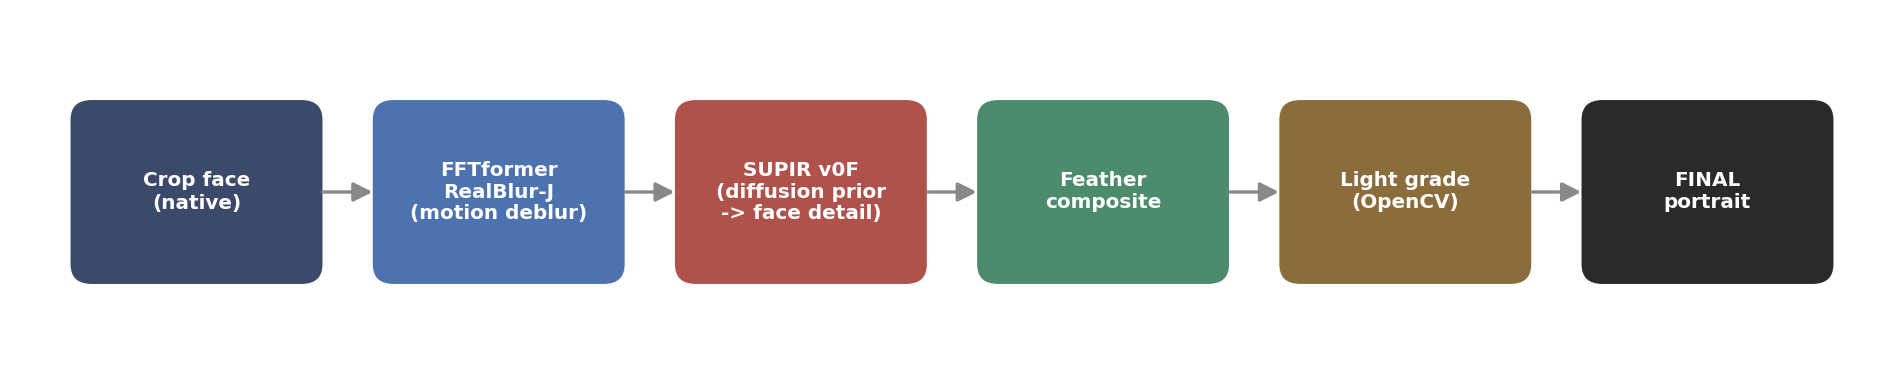 Crop face
(native)
FFTformer
RealBlur-J
(motion deblur)
SUPIR v0F
(diffusion prior
-> face detail)
Feather
composite
Light grade
(OpenCV)
FINAL
portrait